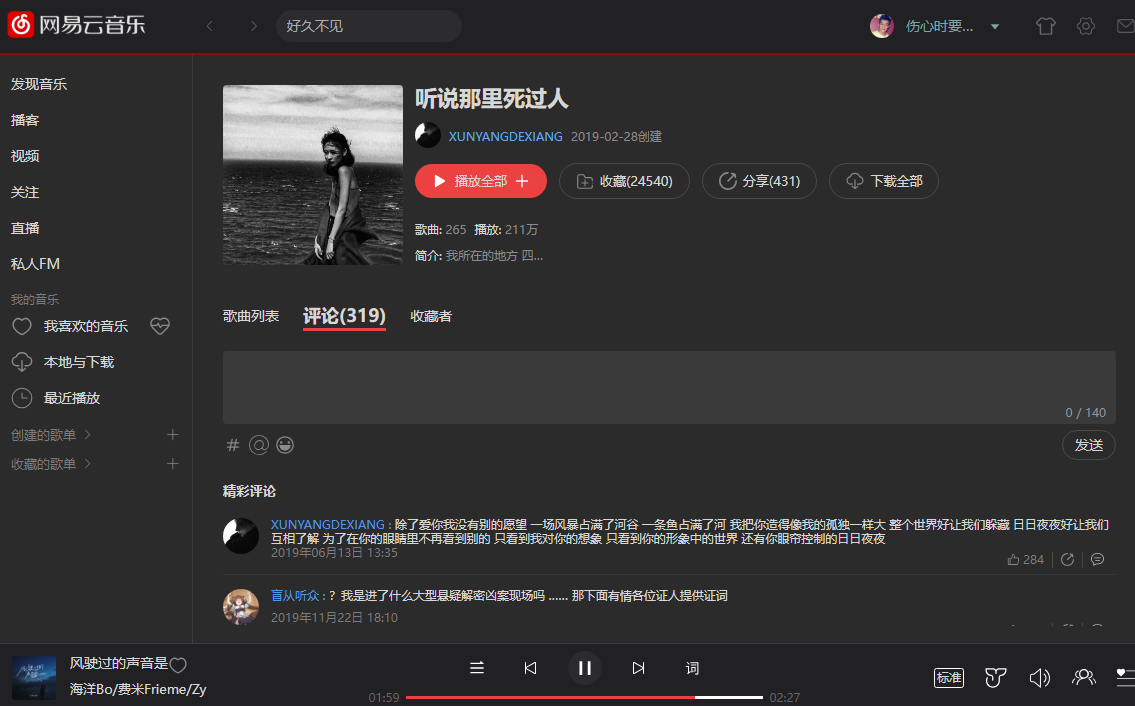 网易云音乐
好久不见
伤心时要...
发现音乐
播客
视频
关注
直播
私人FM
我的音乐
我喜欢的音乐
本地与下载
最近播放
创建的歌单
收藏的歌单
听说那里死过人
XUNYANGDEXIANG 2019-02-28创建
播放全部
收藏(24540)
分享(431)
下载全部
歌曲: 265 播放: 211万
简介: 我所在的地方 四...
歌曲列表
评论(319)
收藏者
0 / 140
# @
发送
精彩评论
XUNYANGDEXIANG : 除了爱你我没有别的愿望 一场风暴占满了河谷 一条鱼占满了河 我把你造得像我的孤独一样大 整个世界好让我们躲藏 日日夜夜好让我们
互相了解 为了在你的眼睛里不再看到别的 只看到我对你的想象 只看到你的形象中的世界 还有你眼帘控制的日日夜夜
2019年06月13日 13:35
284
盲从听众 : ? 我是进了什么大型悬疑解密凶案现场吗 ...... 那下面有情各位证人提供证词
2019年11月22日 18:10
风驶过的声音是
海洋Bo/费米Frieme/Zy
词
01:59
02:27
标准